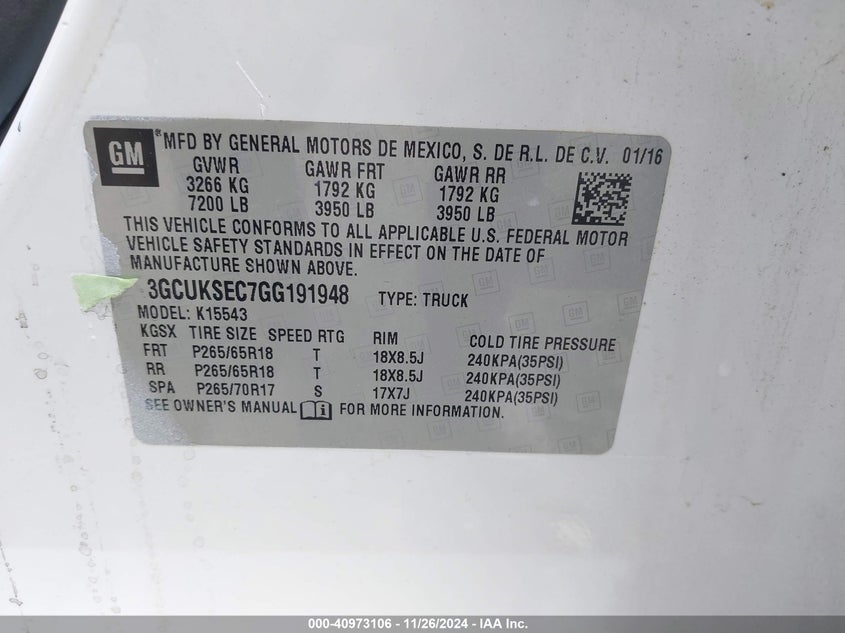 GM ® MFD BY GENERAL MOTORS DE MEXICO, S. DE R.L. DE C.V. 01/16
GVWR GAWR FRT GAWR RR
3266 KG 1792 KG 1792 KG
7200 LB 3950 LB 3950 LB
THIS VEHICLE CONFORMS TO ALL APPLICABLE U.S. FEDERAL MOTOR
VEHICLE SAFETY STANDARDS IN EFFECT ON THE DATE OF
MANUFACTURE SHOWN ABOVE.
3GCUKSEC7GG191948 TYPE: TRUCK
MODEL: K15543
KGSX TIRE SIZE SPEED RTG RIM COLD TIRE PRESSURE
FRT P265/65R18 T 18X8.5J 240KPA(35PSI)
RR P265/65R18 T 18X8.5J 240KPA(35PSI)
SPA P265/70R17 S 17X7J 240KPA(35PSI)
SEE OWNER'S MANUAL FOR MORE INFORMATION.
000-40973106 - 11/26/2024 - IAA Inc.